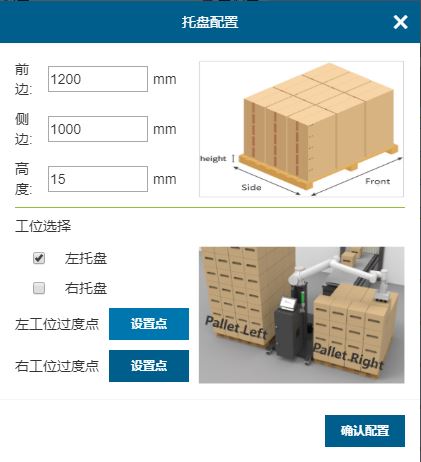 托盘配置 ×
前边: 1200 mm
侧边: 1000 mm
高度: 15 mm
height
Side
Front
工位选择
左托盘
右托盘
左工位过度点 设置点
右工位过度点 设置点
Pallet Left
Pallet Right
确认配置